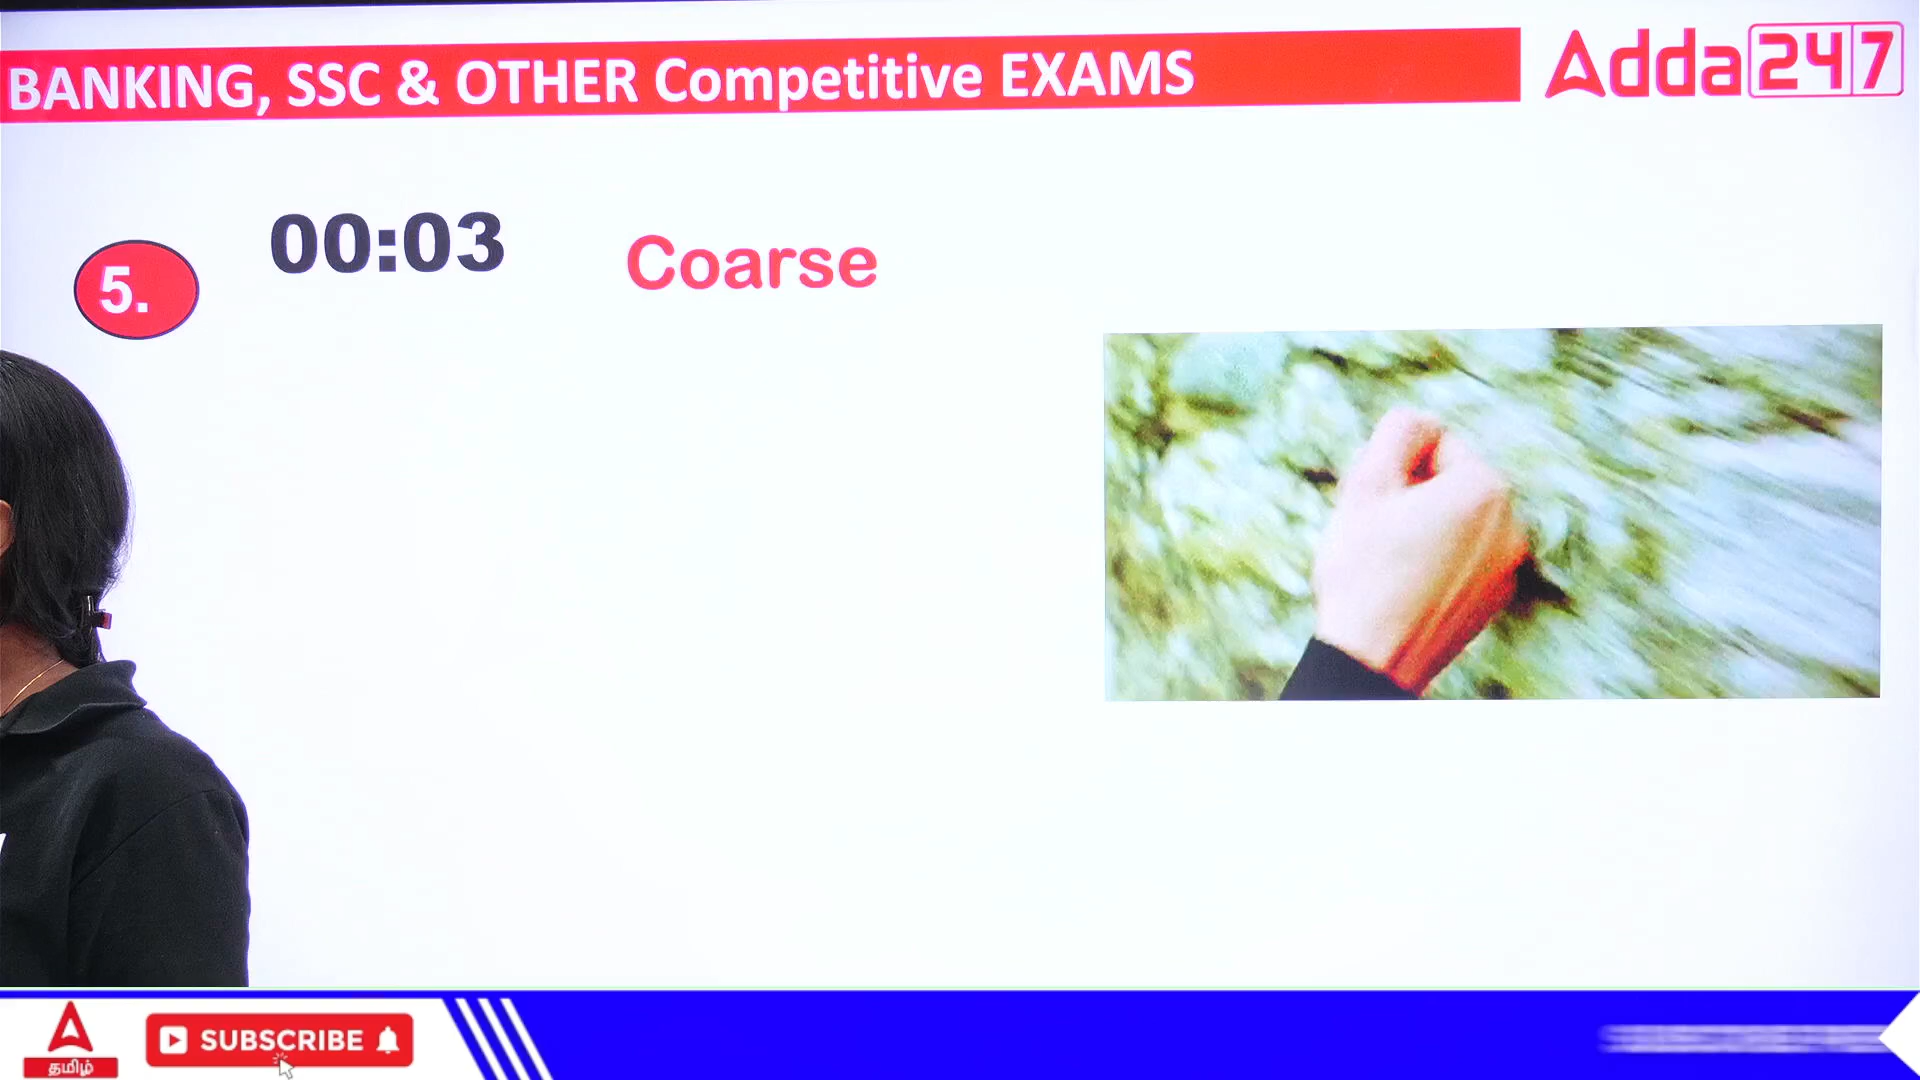 BANKING, SSC & OTHER Competitive EXAMS
Adda247
00:03
5.
Coarse
SUBSCRIBE
தமிழ்